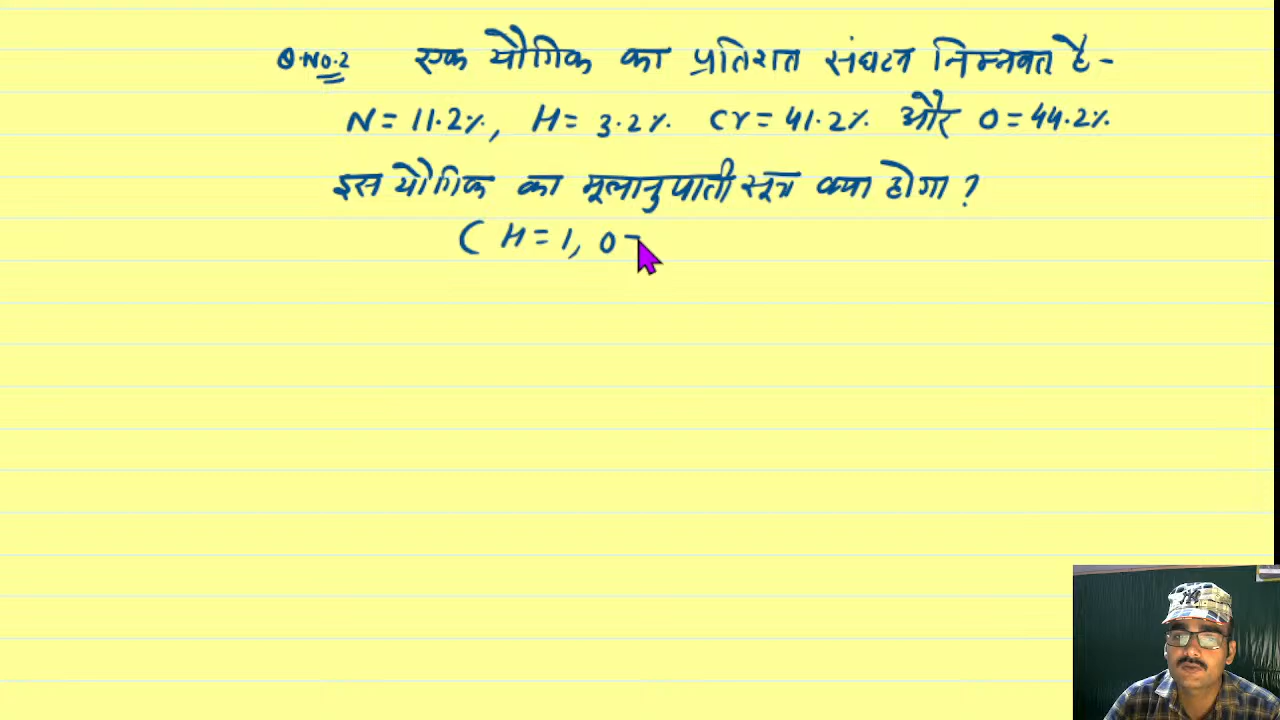 Q.No.2 एक यौगिक का प्रतिशत संघटन निम्नवत है -
N = 11.2%, H = 3.2% Cr = 41.2% और O = 44.2%
इस यौगिक का मूलानुपाती सूत्र क्या होगा ?
( H = 1, O -